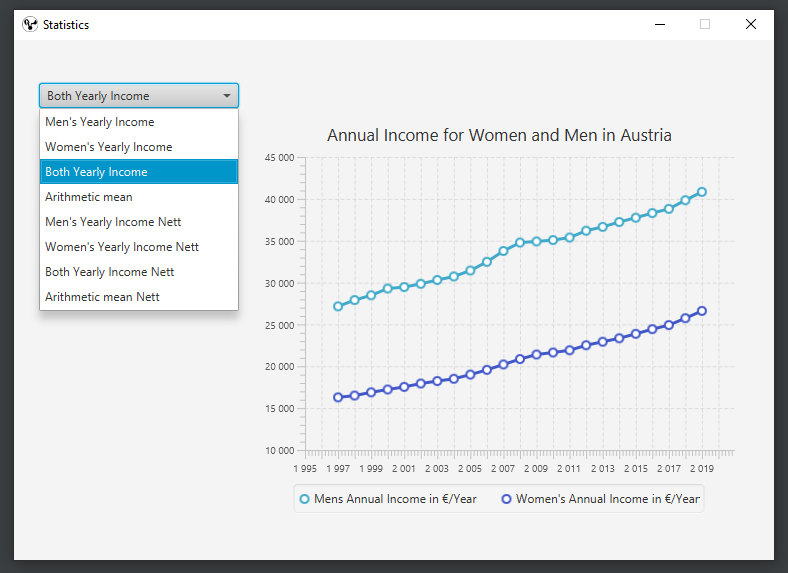 Statistics
Both Yearly Income
Men's Yearly Income
Women's Yearly Income
Both Yearly Income
Arithmetic mean
Men's Yearly Income Nett
Women's Yearly Income Nett
Both Yearly Income Nett
Arithmetic mean Nett
Annual Income for Women and Men in Austria
45 000
40 000
35 000
30 000
25 000
20 000
15 000
10 000
1 995 1 997 1 999 2 001 2 003 2 005 2 007 2 009 2 011 2 013 2 015 2 017 2 019
Mens Annual Income in €/Year Women's Annual Income in €/Year